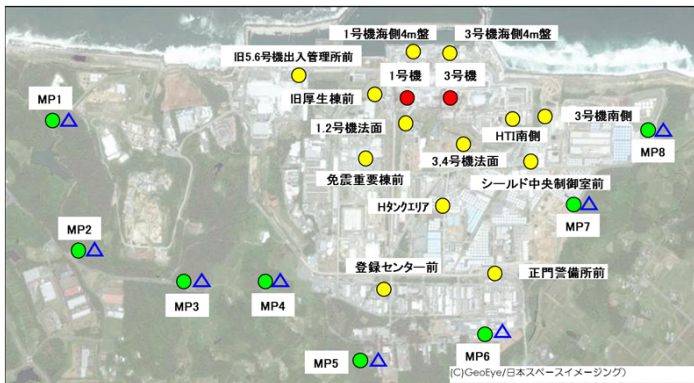 1号機海側4m盤
3号機海側4m盤
旧5.6号機出入管理所前
1号機
3号機
MP1
旧厚生棟前
3号機南側
1.2号機法面
HTI南側
MP8
3,4号機法面
免震重要棟前
シールド中央制御室前
Hタンクエリア
MP2
MP7
登録センター前
正門警備所前
MP3
MP4
MP5
MP6
(C)GeoEye/日本スペースイメージング)